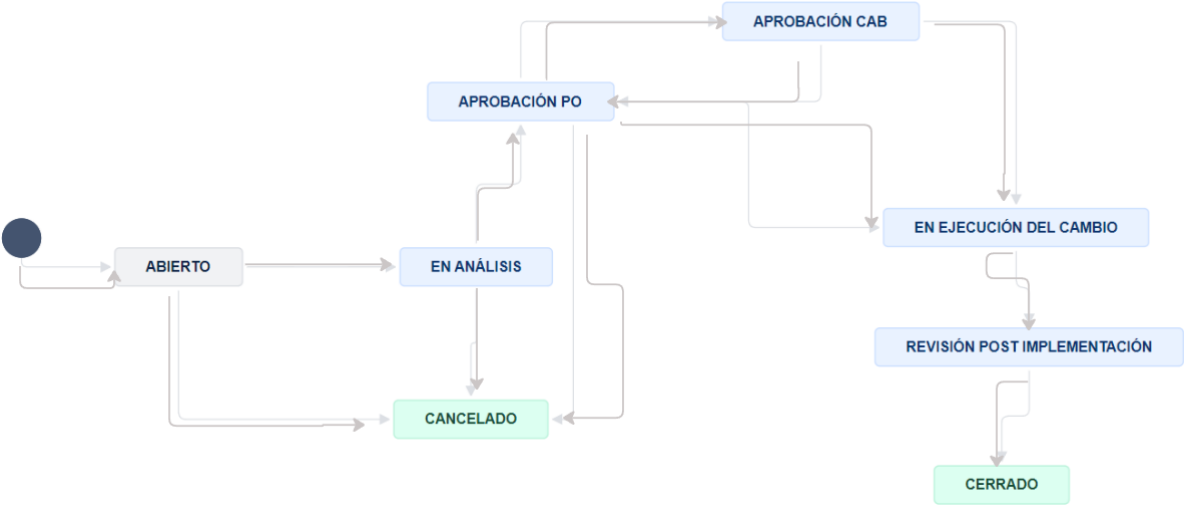 APROBACIÓN CAB
APROBACIÓN PO
EN EJECUCIÓN DEL CAMBIO
ABIERTO
EN ANÁLISIS
REVISIÓN POST IMPLEMENTACIÓN
CANCELADO
CERRADO